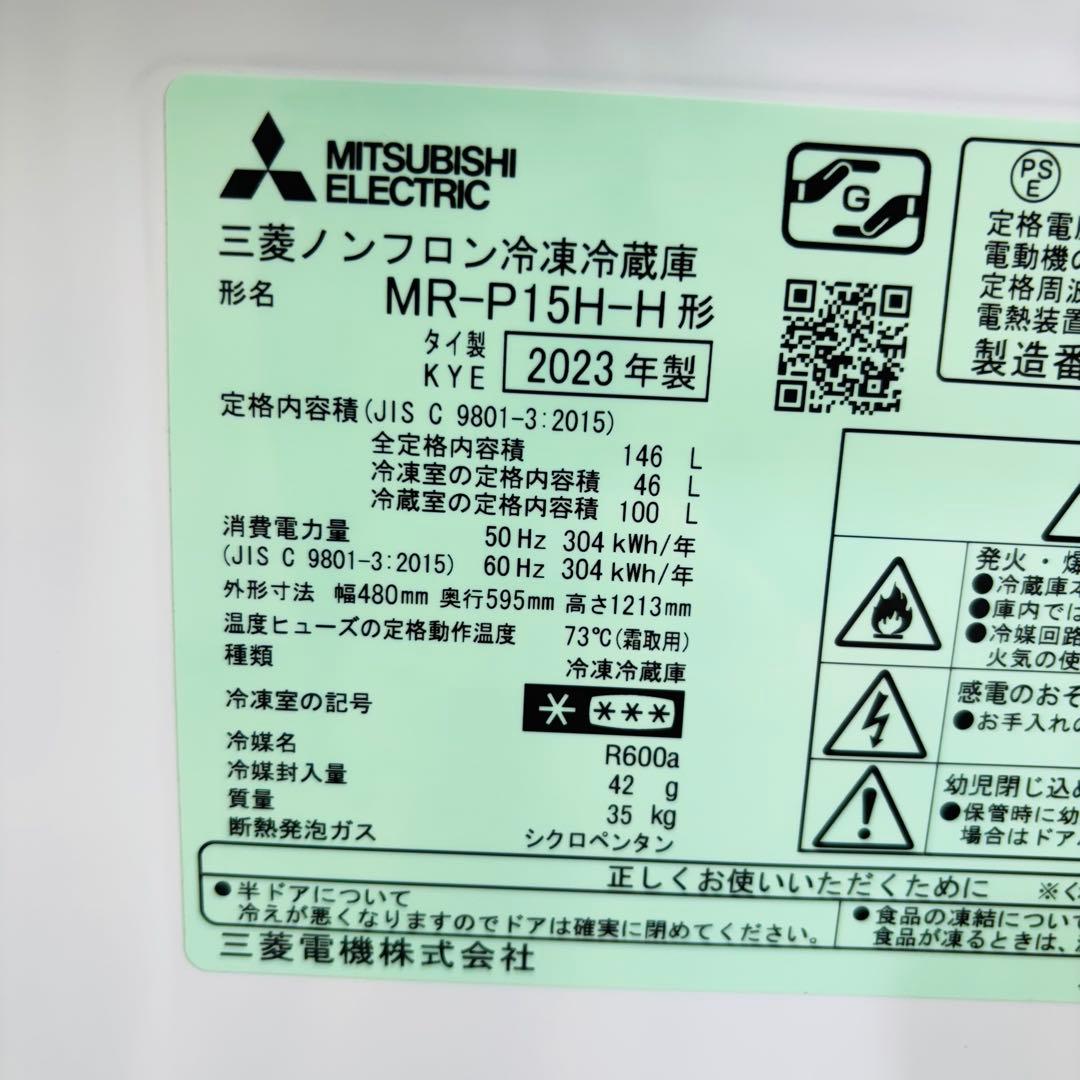 MITSUBISHI
ELECTRIC
三菱ノンフロン冷凍冷蔵庫
形名 MR-P15H-H 形
タイ製
KYE 2023 年製
定格内容積(JIS C 9801-3:2015)
全定格内容積 146 L
冷凍室の定格内容積 46 L
冷蔵室の定格内容積 100 L
消費電力量 50 Hz 304 kWh/年
(JIS C 9801-3:2015) 60 Hz 304 kWh/年
外形寸法 幅480mm 奥行595mm 高さ1213mm
温度ヒューズの定格動作温度 73℃(霜取用)
種類 冷凍冷蔵庫
冷凍室の記号 * ***
冷媒名 R600a
冷媒封入量 42 g
質量 35 kg
断熱発泡ガス シクロペンタン
G
PS
E
定格電
電動機の
定格周波
電熱装置
製造番
発火・爆
●冷蔵庫本
●庫内では
●冷媒回路
火気の使
感電のおそ
●お手入れの
幼児閉じ込め
●保管時に幼
場合はドア
正しくお使いいただくために ※く
●半ドアについて
冷えが悪くなりますのでドアは確実に閉めてください。
●食品の凍結について
食品が凍るときは、
三菱電機株式会社